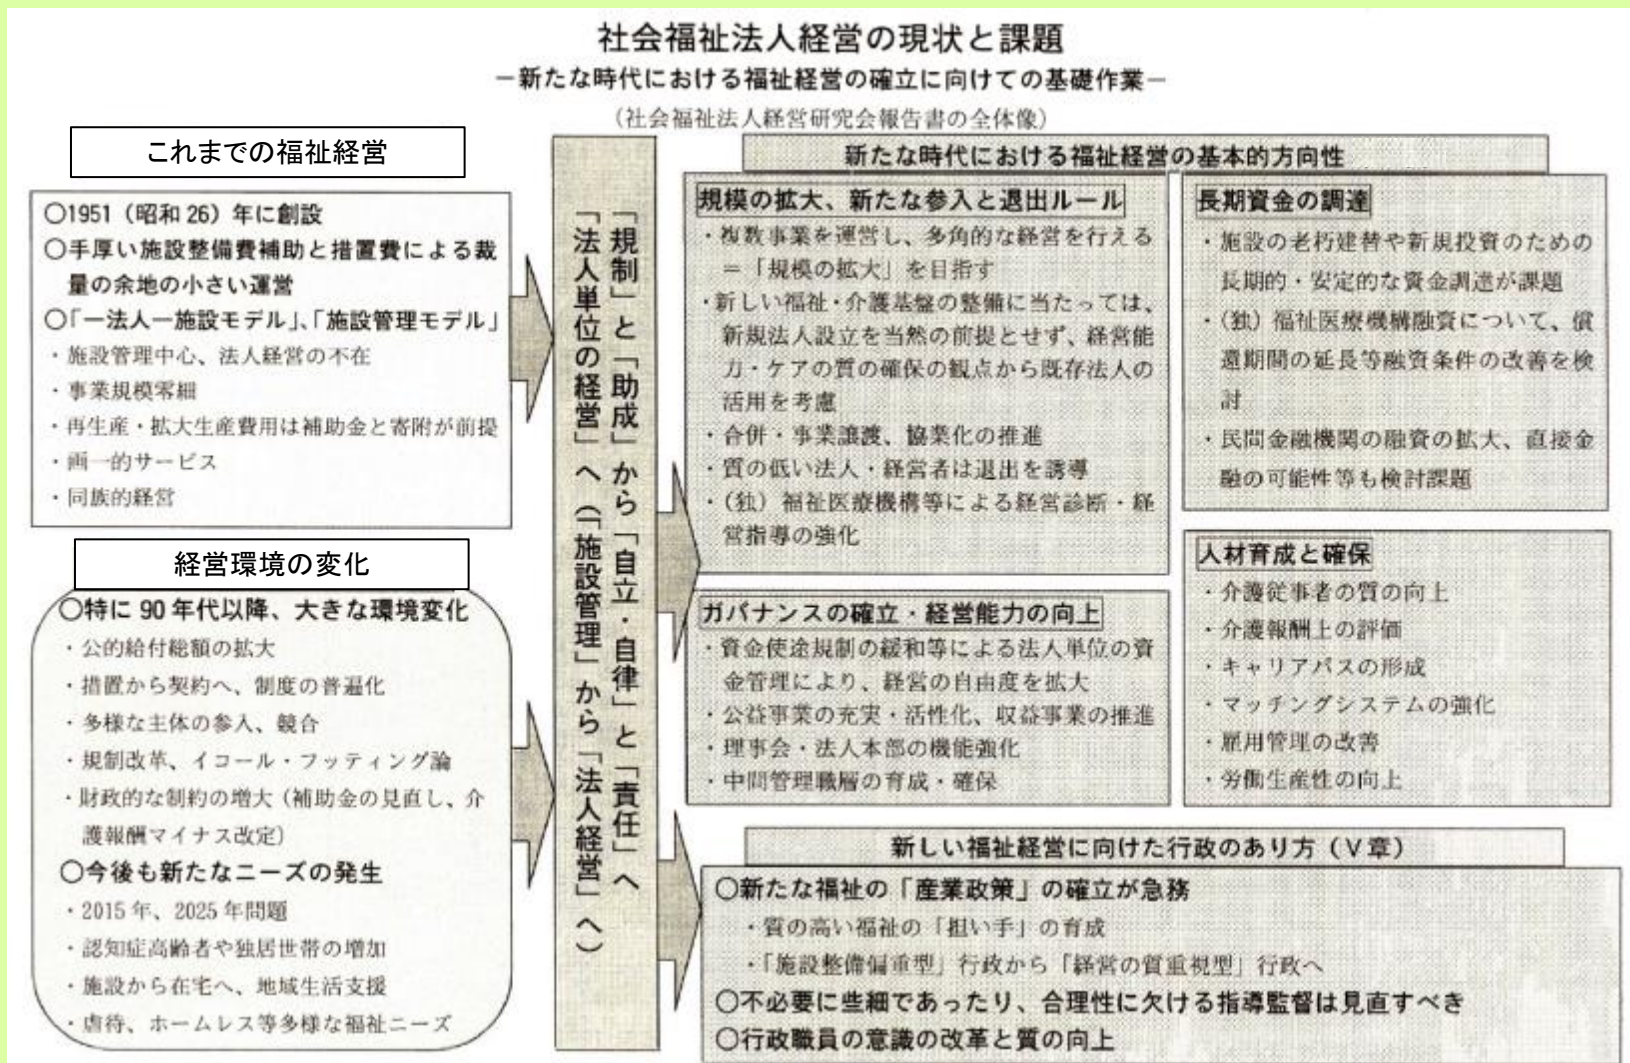 社会福祉法人経営の現状と課題
－新たな時代における福祉経営の確立に向けての基礎作業－
（社会福祉法人経営研究会報告書の全体像）
これまでの福祉経営
○1951（昭和26）年に創設
○手厚い施設整備費補助と措置費による裁
量の余地の小さい運営
○「一法人一施設モデル」、「施設管理モデル」
・施設管理中心、法人経営の不在
・事業規模零細
・再生産・拡大生産費用は補助金と寄附が前提
・画一的サービス
・同族的経営
経営環境の変化
○特に90年代以降、大きな環境変化
・公的給付総額の拡大
・措置から契約へ、制度の普遍化
・多様な主体の参入、競合
・規制改革、イコール・フッティング論
・財政的な制約の増大（補助金の見直し、介
護報酬マイナス改定）
○今後も新たなニーズの発生
・2015年、2025年問題
・認知症高齢者や独居世帯の増加
・施設から在宅へ、地域生活支援
・虐待、ホームレス等多様な福祉ニーズ
「規制」と「助成」から「自立・自律」と「責任」へ
「法人単位の経営」へ（「施設管理」から「法人経営」へ）
新たな時代における福祉経営の基本的方向性
規模の拡大、新たな参入と退出ルール
・複数事業を運営し、多角的な経営を行える
＝「規模の拡大」を目指す
・新しい福祉・介護基盤の整備に当たっては、
新規法人設立を当然の前提とせず、経営能
力・ケアの質の確保の観点から既存法人の
活用を考慮
・合併・事業譲渡、協業化の推進
・質の低い法人・経営者は退出を誘導
・（独）福祉医療機構等による経営診断・経
営指導の強化
ガバナンスの確立・経営能力の向上
・資金使途規制の緩和等による法人単位の資
金管理により、経営の自由度を拡大
・公益事業の充実・活性化、収益事業の推進
・理事会・法人本部の機能強化
・中間管理職層の育成・確保
長期資金の調達
・施設の老朽建替や新規投資のための
長期的・安定的な資金調達が課題
・（独）福祉医療機構融資について、償
還期間の延長等融資条件の改善を検
討
・民間金融機関の融資の拡大、直接金
融の可能性等も検討課題
人材育成と確保
・介護従事者の質の向上
・介護報酬上の評価
・キャリアパスの形成
・マッチングシステムの強化
・雇用管理の改善
・労働生産性の向上
新しい福祉経営に向けた行政のあり方（Ⅴ章）
○新たな福祉の「産業政策」の確立が急務
・質の高い福祉の「担い手」の育成
・「施設整備偏重型」行政から「経営の質重視型」行政へ
○不必要に些細であったり、合理性に欠ける指導監督は見直すべき
○行政職員の意識の改革と質の向上